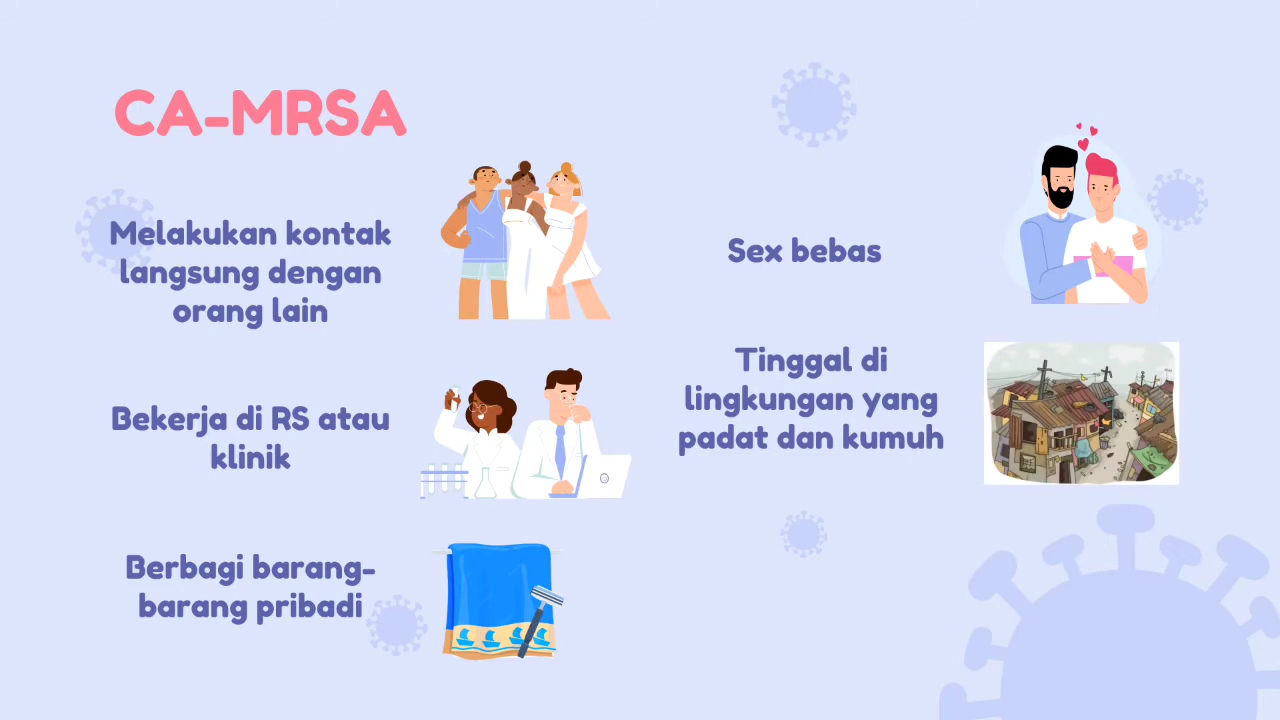 CA-MRSA
Melakukan kontak
langsung dengan
orang lain
Bekerja di RS atau
klinik
Berbagi barang-
barang pribadi
Sex bebas
Tinggal di
lingkungan yang
padat dan kumuh